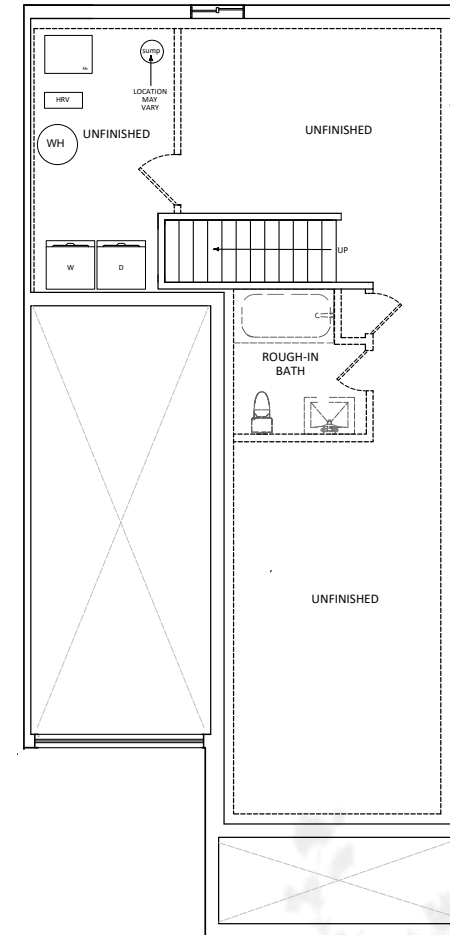 sump
LOCATION
MAY
VARY
HRV
UNFINISHED
UNFINISHED
WH
UP
W
D
ROUGH-IN
BATH
UNFINISHED